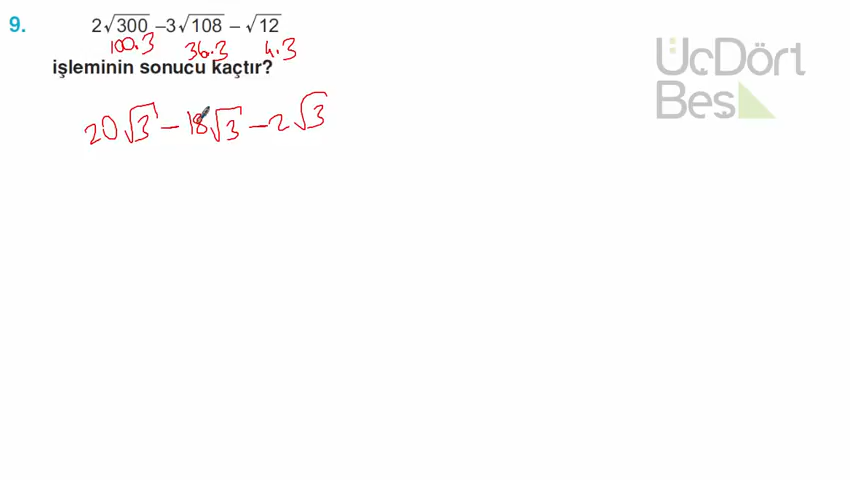 9. 2√300 –3√108 – √12
100.3 36.3 4.3
işleminin sonucu kaçtır?
20√3 – 18√3 – 2√3
ÜçDört
Beş